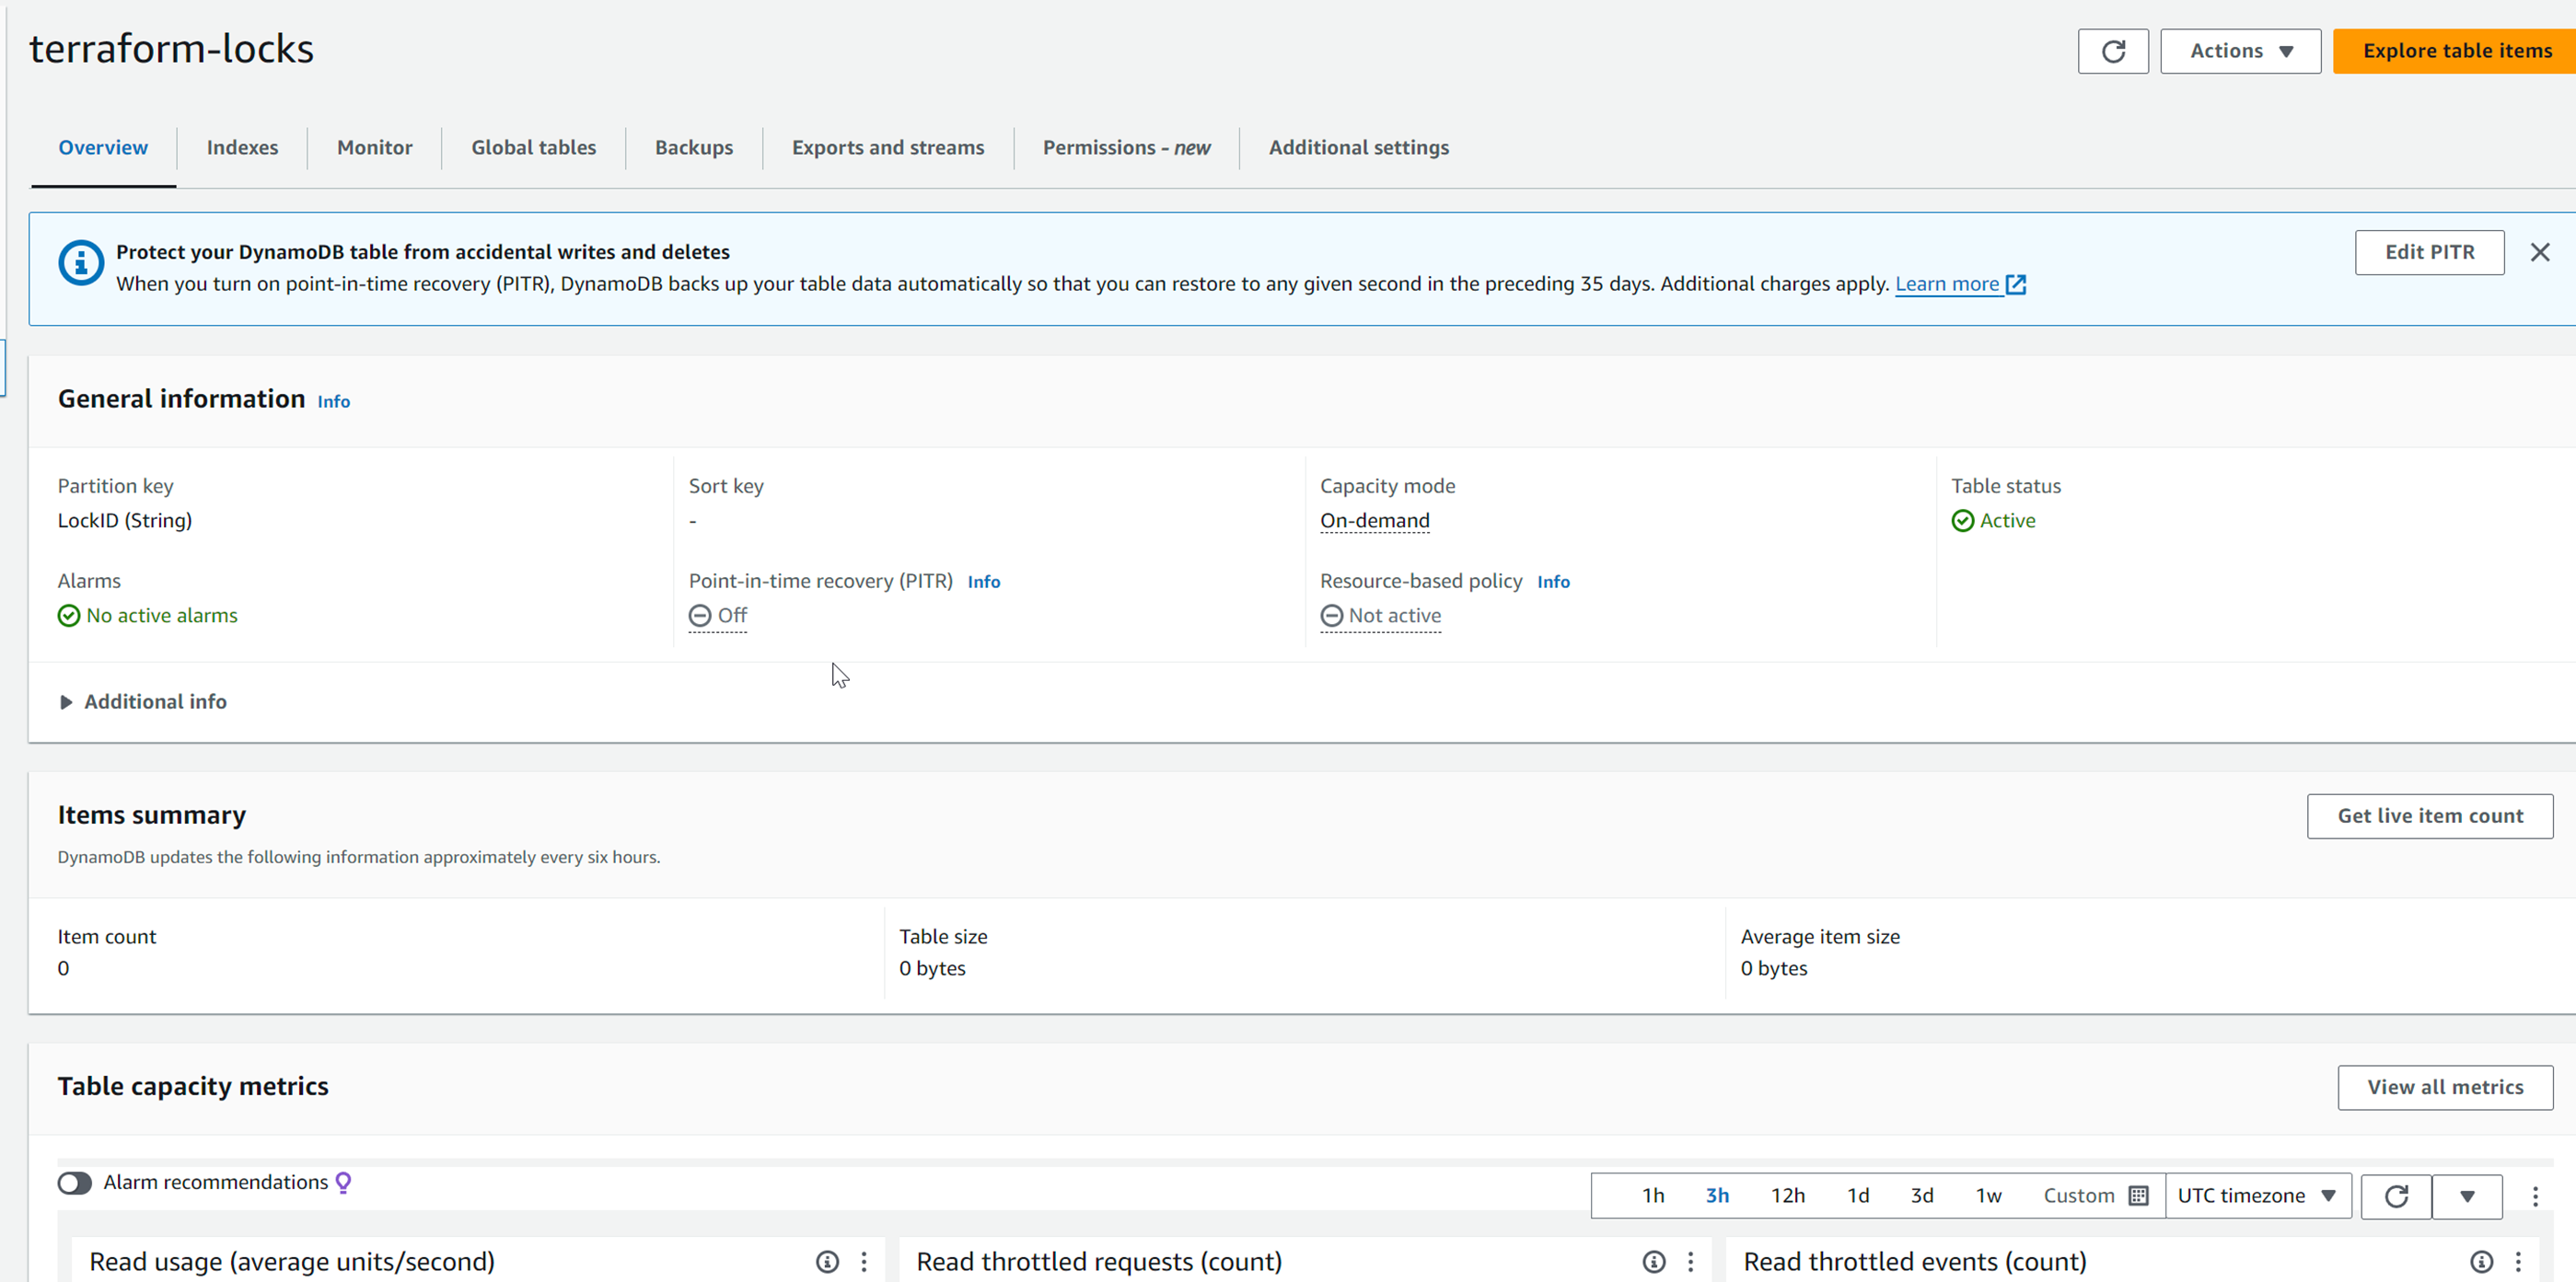 terraform-locks
Actions
Explore table items
Overview
Indexes
Monitor
Global tables
Backups
Exports and streams
Permissions - new
Additional settings
Protect your DynamoDB table from accidental writes and deletes
When you turn on point-in-time recovery (PITR), DynamoDB backs up your table data automatically so that you can restore to any given second in the preceding 35 days. Additional charges apply. Learn more
Edit PITR
General information Info
Partition key
LockID (String)
Sort key
-
Capacity mode
On-demand
Table status
Active
Alarms
No active alarms
Point-in-time recovery (PITR) Info
Off
Resource-based policy Info
Not active
Additional info
Items summary
Get live item count
DynamoDB updates the following information approximately every six hours.
Item count
0
Table size
0 bytes
Average item size
0 bytes
Table capacity metrics
View all metrics
Alarm recommendations
1h 3h 12h 1d 3d 1w Custom UTC timezone
Read usage (average units/second)
Read throttled requests (count)
Read throttled events (count)